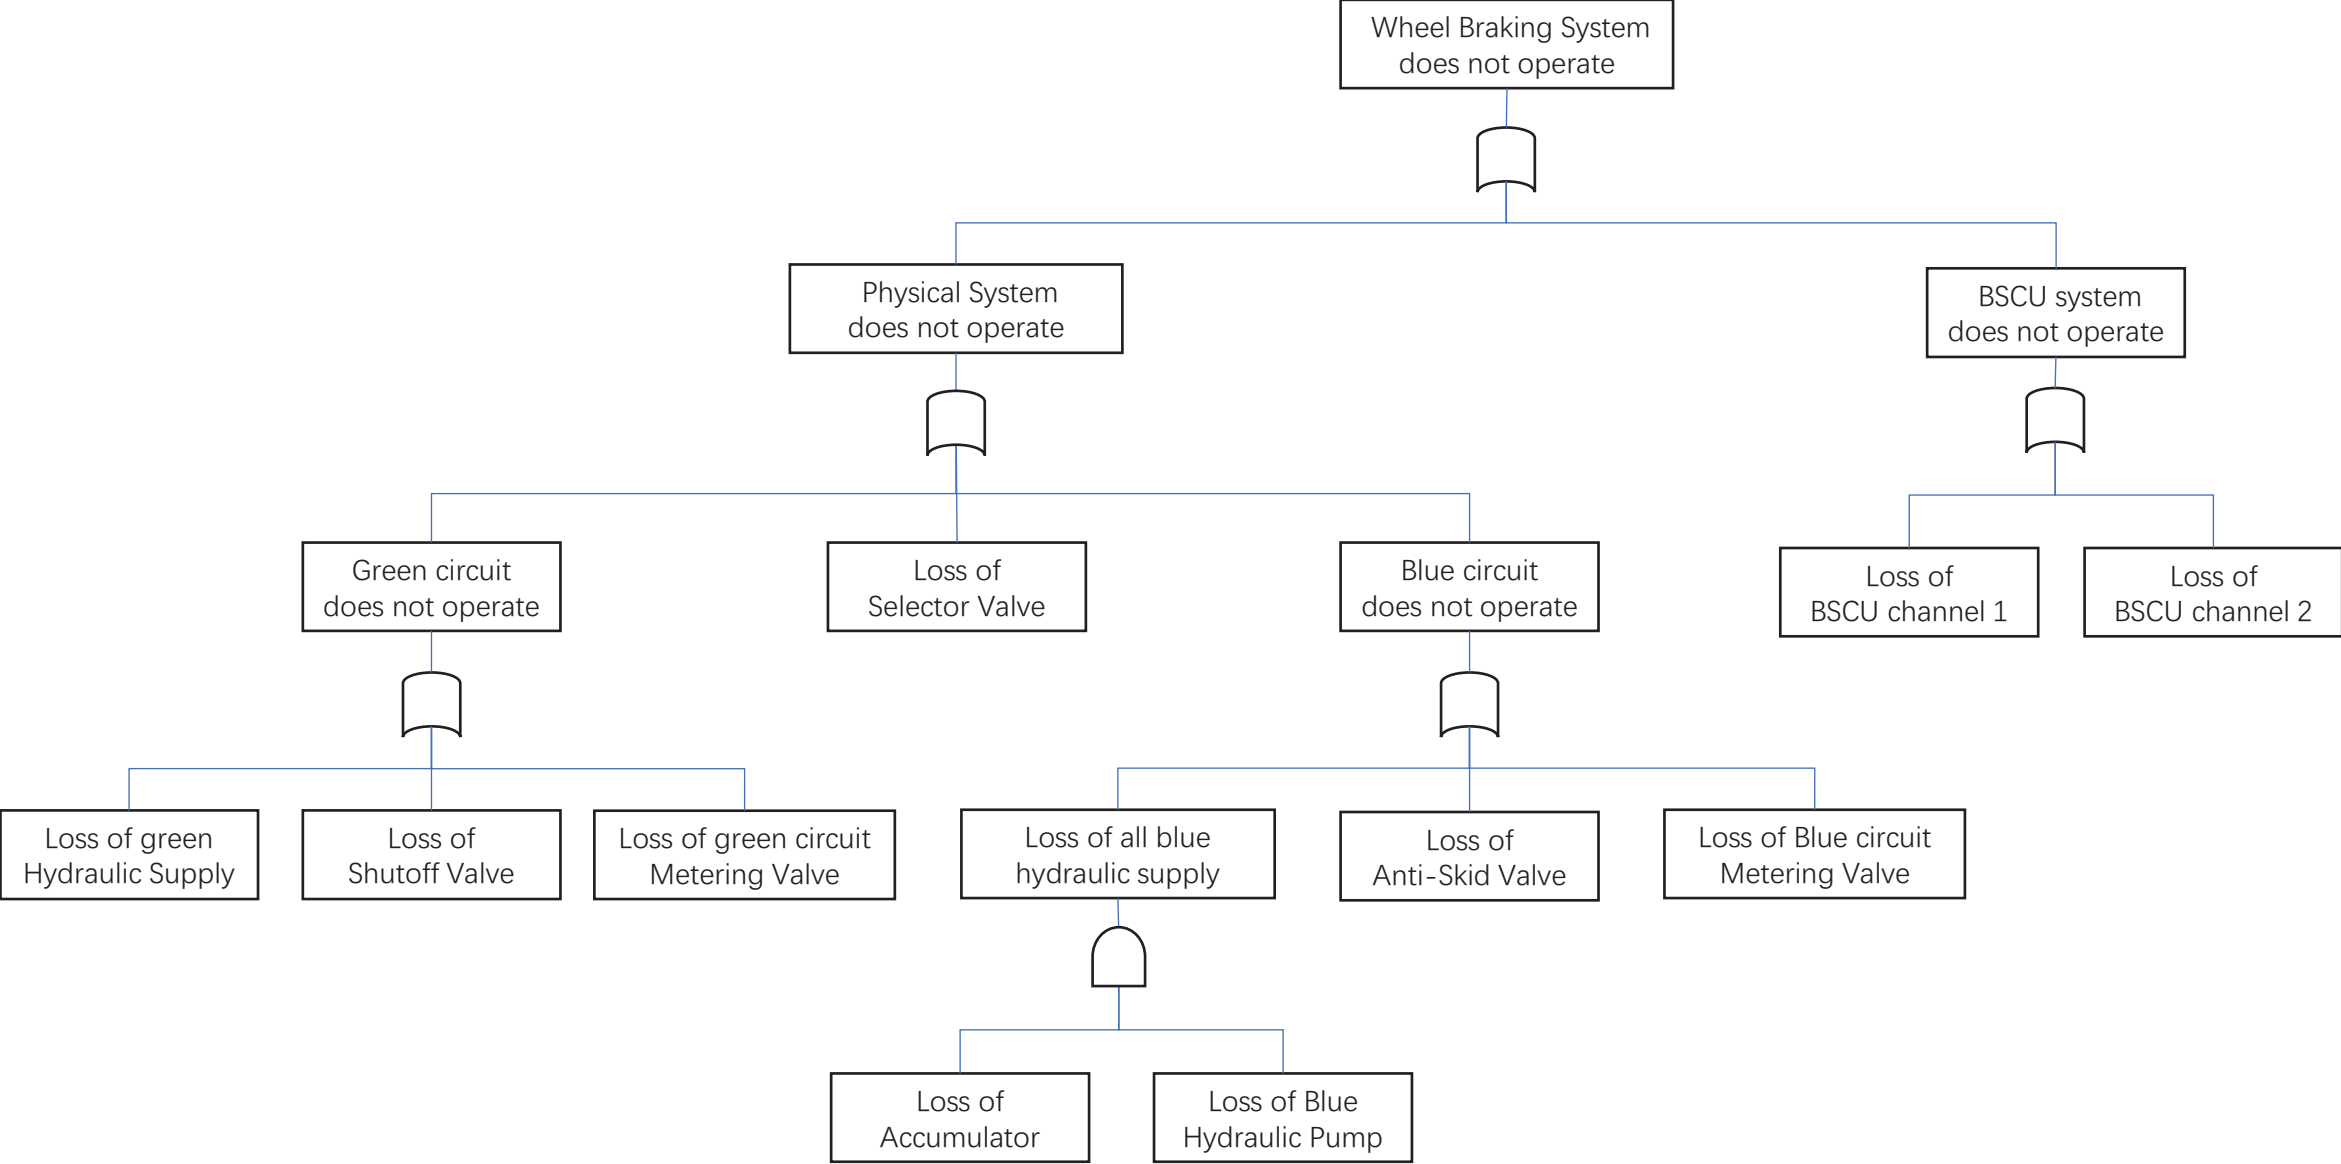 Wheel Braking System
does not operate
Physical System
does not operate
BSCU system
does not operate
Green circuit
does not operate
Loss of
Selector Valve
Blue circuit
does not operate
Loss of
BSCU channel 1
Loss of
BSCU channel 2
Loss of green
Hydraulic Supply
Loss of
Shutoff Valve
Loss of green circuit
Metering Valve
Loss of all blue
hydraulic supply
Loss of
Anti-Skid Valve
Loss of Blue circuit
Metering Valve
Loss of
Accumulator
Loss of Blue
Hydraulic Pump